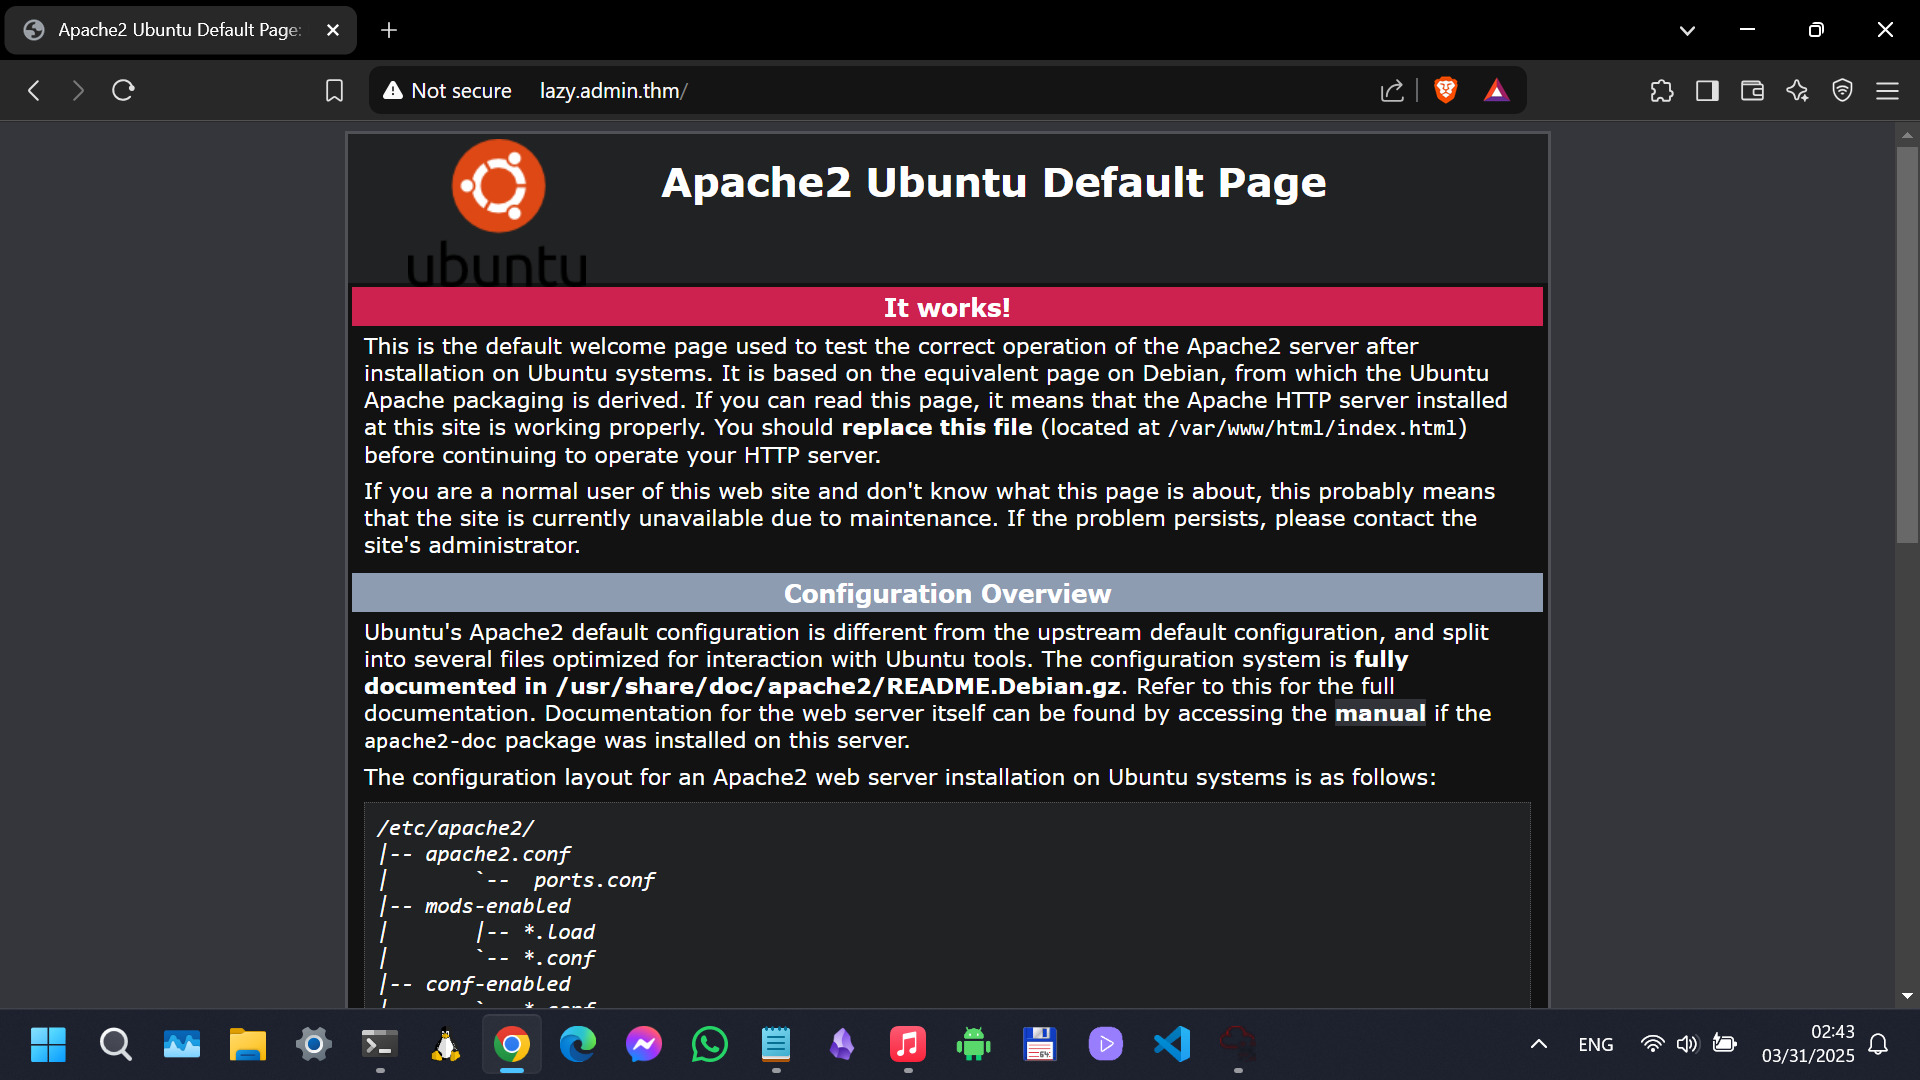 Apache2 Ubuntu Default Page:
Not secure lazy.admin.thm/
ubuntu
Apache2 Ubuntu Default Page
It works!
This is the default welcome page used to test the correct operation of the Apache2 server after
installation on Ubuntu systems. It is based on the equivalent page on Debian, from which the Ubuntu
Apache packaging is derived. If you can read this page, it means that the Apache HTTP server installed
at this site is working properly. You should replace this file (located at /var/www/html/index.html)
before continuing to operate your HTTP server.
If you are a normal user of this web site and don't know what this page is about, this probably means
that the site is currently unavailable due to maintenance. If the problem persists, please contact the
site's administrator.
Configuration Overview
Ubuntu's Apache2 default configuration is different from the upstream default configuration, and split
into several files optimized for interaction with Ubuntu tools. The configuration system is fully
documented in /usr/share/doc/apache2/README.Debian.gz. Refer to this for the full
documentation. Documentation for the web server itself can be found by accessing the manual if the
apache2-doc package was installed on this server.
The configuration layout for an Apache2 web server installation on Ubuntu systems is as follows:
/etc/apache2/
|-- apache2.conf
|       `--  ports.conf
|-- mods-enabled
|       |-- *.load
|       `-- *.conf
|-- conf-enabled
|       `-- *.conf
64
ENG
02:43
03/31/2025